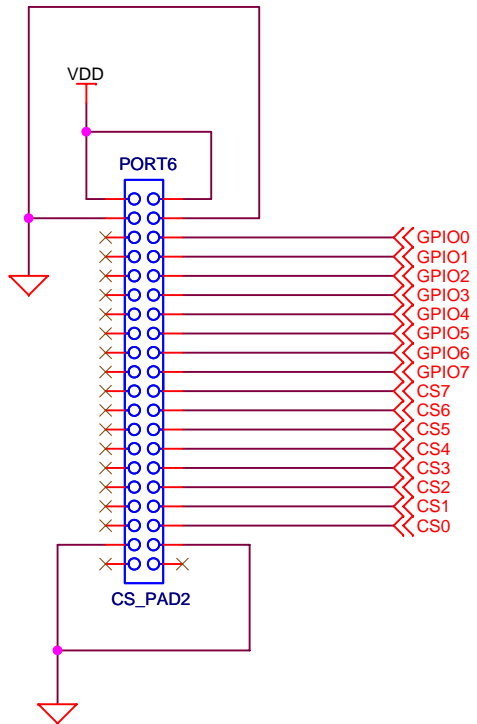 VDD
PORT6
GPIO0
GPIO1
GPIO2
GPIO3
GPIO4
GPIO5
GPIO6
GPIO7
CS7
CS6
CS5
CS4
CS3
CS2
CS1
CS0
CS_PAD2